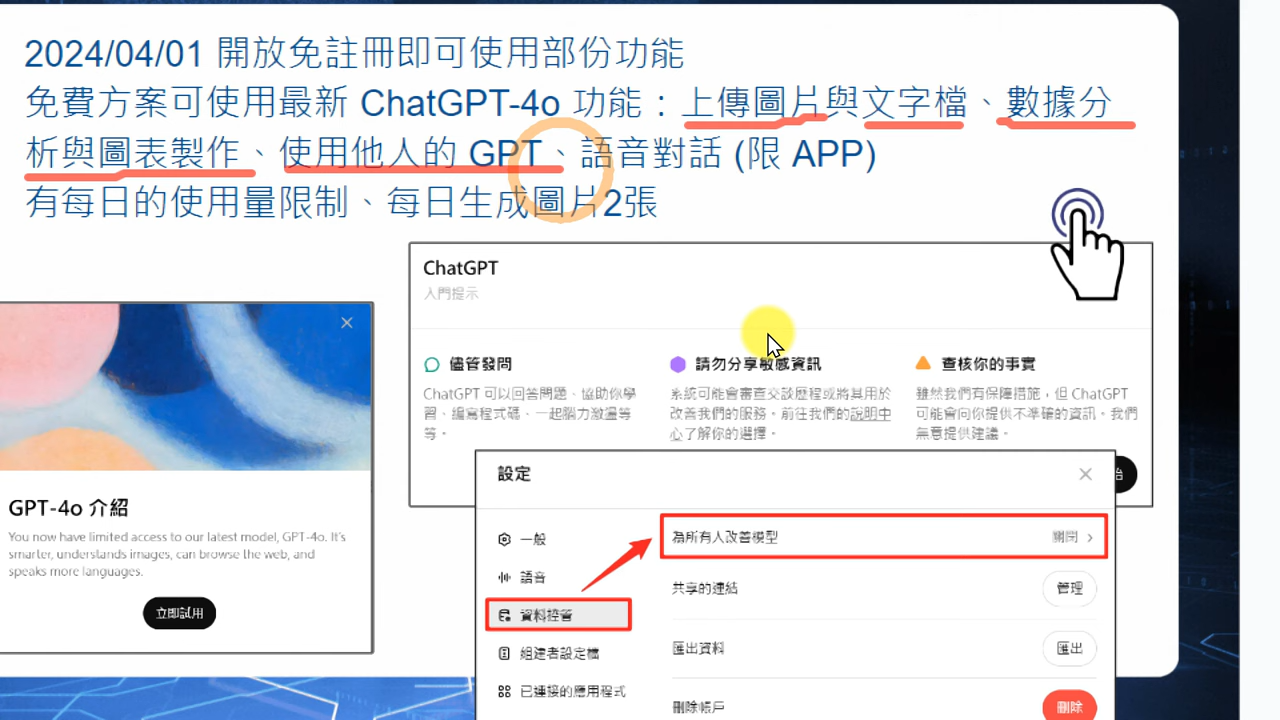 2024/04/01 開放免註冊即可使用部份功能
免費方案可使用最新 ChatGPT-4o 功能：上傳圖片與文字檔、數據分
析與圖表製作、使用他人的 GPT、語音對話 (限 APP)
有每日的使用量限制、每日生成圖片2張
ChatGPT
入門提示
儘管發問
ChatGPT 可以回答問題、協助你學
習、編寫程式碼、一起腦力激盪等
等。
請勿分享敏感資訊
系統可能會審查交談歷程或將其用於
改善我們的服務。前往我們的說明中
心了解你的選擇。
查核你的事實
雖然我們有保障措施，但 ChatGPT
可能會向你提供不準確的資訊。我們
無意提供建議。
GPT-4o 介紹
You now have limited access to our latest model, GPT-4o. It's
smarter, understands images, can browse the web, and
speaks more languages.
立即試用
設定
一般
語音
資料控管
組建者設定檔
已連接的應用程式
為所有人改善模型 關閉
共享的連結 管理
匯出資料 匯出
刪除帳戶 刪除